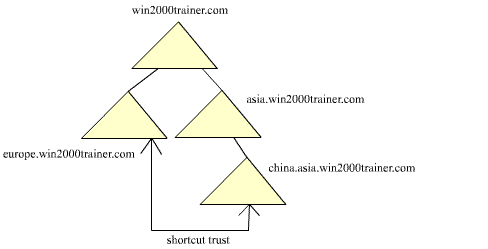 win2000trainer.com
asia.win2000trainer.com
europe.win2000trainer.com
china.asia.win2000trainer.com
shortcut trust